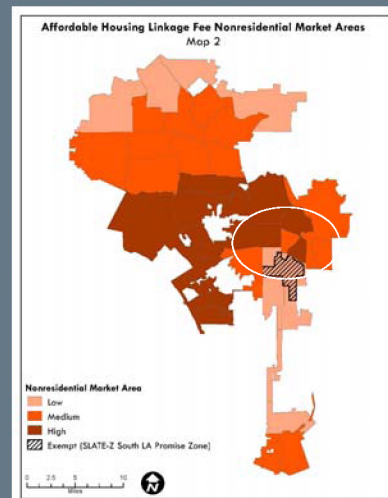 Affordable Housing Linkage Fee Nonresidential Market Areas
Map 2
Nonresidential Market Area
Low
Medium
High
Exempt (SLATE-Z South LA Promise Zone)
0 2.5 5 10
Miles
N